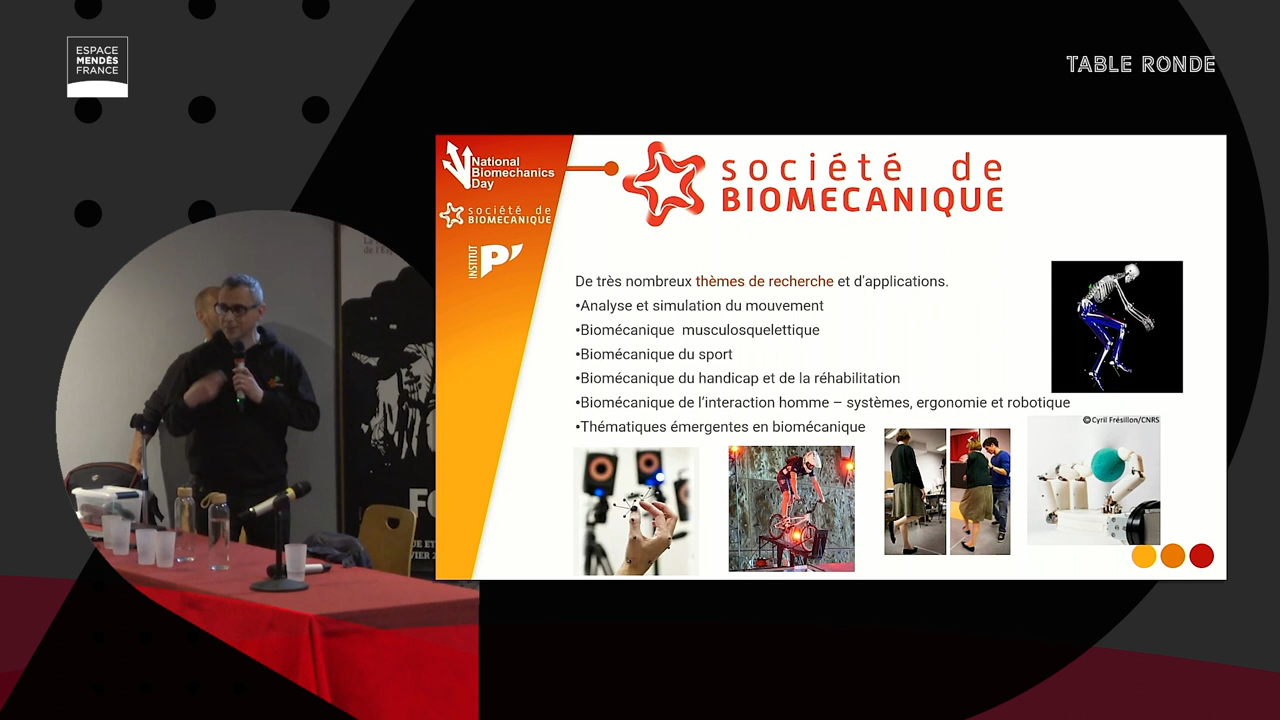 ESPACE
MENDÈS
FRANCE
TABLE RONDE
National
Biomechanics
Day
société de
BIOMECANIQUE
INSTITUT
P'
société de
BIOMECANIQUE
De très nombreux thèmes de recherche et d'applications.
•Analyse et simulation du mouvement
•Biomécanique  musculosquelettique
•Biomécanique du sport
•Biomécanique du handicap et de la réhabilitation
•Biomécanique de l'interaction homme – systèmes, ergonomie et robotique
•Thématiques émergentes en biomécanique
©Cyril Frésillon/CNRS